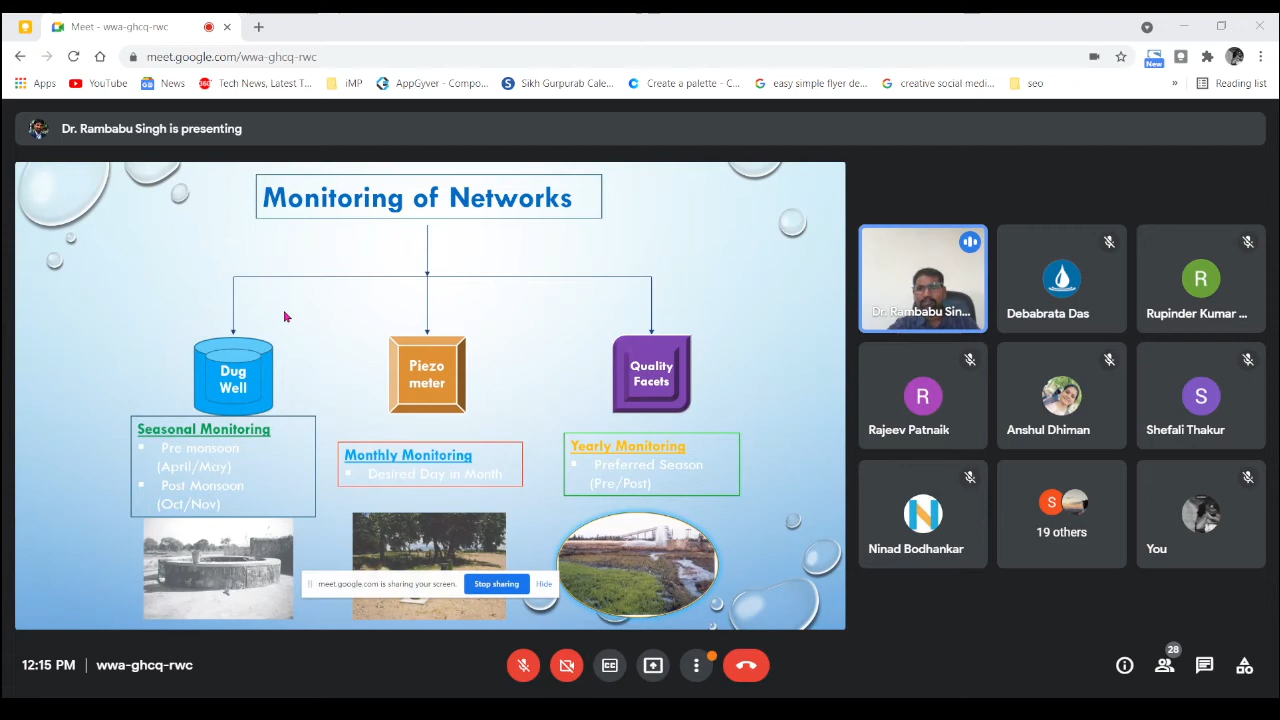 Meet - wwa-ghcq-rwc
meet.google.com/wwa-ghcq-rwc
New
Apps
YouTube
News
Tech News, Latest T...
iMP
AppGyver - Compo...
Sikh Gurpurab Cale...
Create a palette - C...
easy simple flyer de...
creative social medi...
seo
»
Reading list
Dr. Rambabu Singh is presenting
Monitoring of Networks
Dug
Well
Piezo
meter
Quality
Facets
Seasonal Monitoring
▪ Pre monsoon
(April/May)
▪ Post Monsoon
(Oct/Nov)
Monthly Monitoring
▪ Desired Day in Month
Yearly Monitoring
▪ Preferred Season
(Pre/Post)
meet.google.com is sharing your screen.
Stop sharing
Hide
Dr. Rambabu Sin...
Debabrata Das
R
Rupinder Kumar ...
R
Rajeev Patnaik
Anshul Dhiman
S
Shefali Thakur
N
Ninad Bodhankar
S
19 others
You
12:15 PM | wwa-ghcq-rwc
CC
28